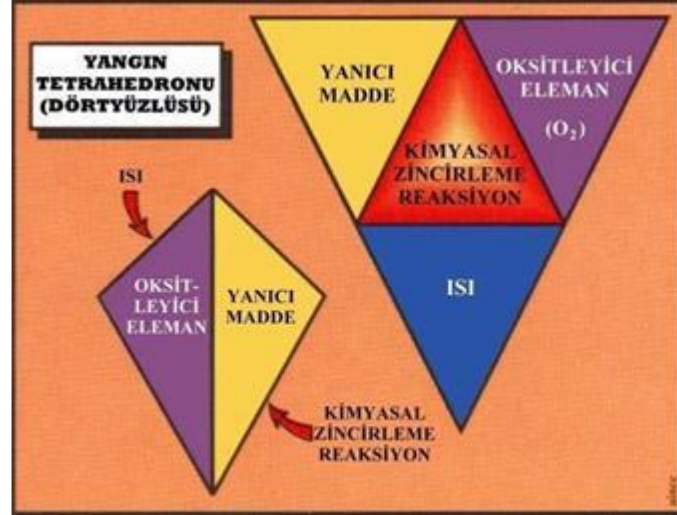 YANGIN
TETRAHEDRONU
(DÖRTYÜZLÜSÜ)
YANICI
MADDE
OKSİTLEYİCİ
ELEMAN
(O₂)
KİMYASAL
ZİNCİRLEME
REAKSİYON
ISI
ISI
OKSİT-
LEYİCİ
ELEMAN
YANICI
MADDE
KİMYASAL
ZİNCİRLEME
REAKSİYON